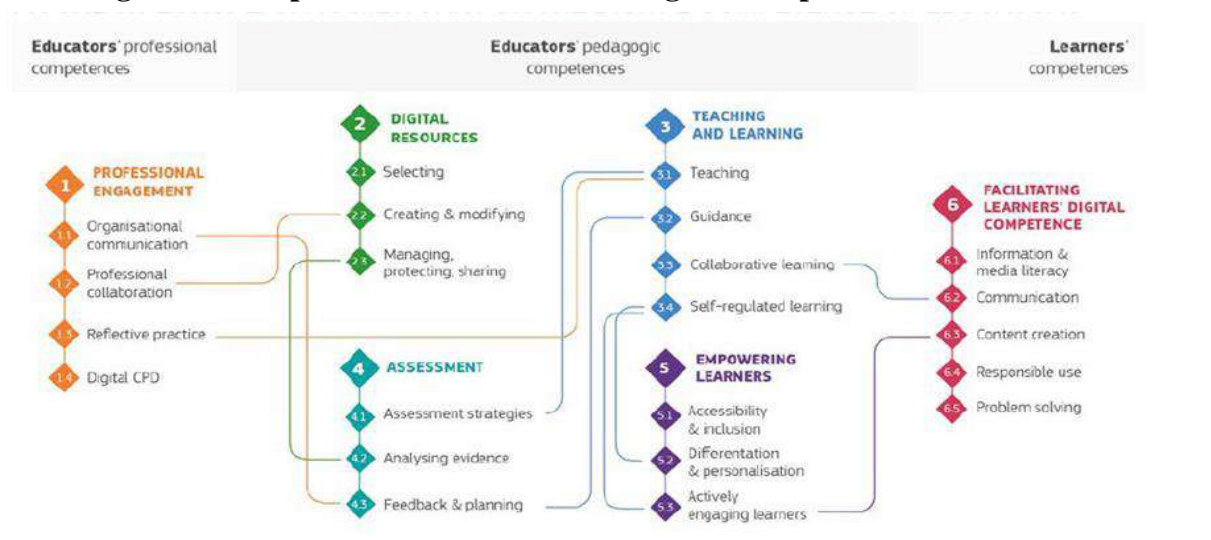 Educators' professional
competences
Educators' pedagogic
competences
Learners'
competences
1
PROFESSIONAL
ENGAGEMENT
1.1
Organisational
communication
1.2
Professional
collaboration
1.3
Reflective practice
1.4
Digital CPD
2
DIGITAL
RESOURCES
2.1
Selecting
2.2
Creating & modifying
2.3
Managing,
protecting, sharing
3
TEACHING
AND LEARNING
3.1
Teaching
3.2
Guidance
3.3
Collaborative learning
3.4
Self-regulated learning
4
ASSESSMENT
4.1
Assessment strategies
4.2
Analysing evidence
4.3
Feedback & planning
5
EMPOWERING
LEARNERS
5.1
Accessibility
& inclusion
5.2
Differentation
& personalisation
5.3
Actively
engaging learners
6
FACILITATING
LEARNERS' DIGITAL
COMPETENCE
6.1
Information &
media literacy
6.2
Communication
6.3
Content creation
6.4
Responsible use
6.5
Problem solving